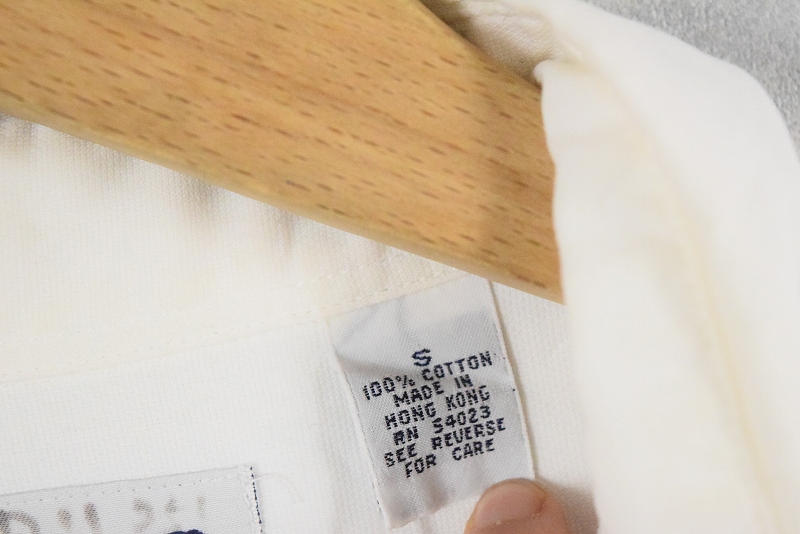 S
100% COTTON
MADE IN
HONG KONG
RN 54023
SEE REVERSE
FOR CARE